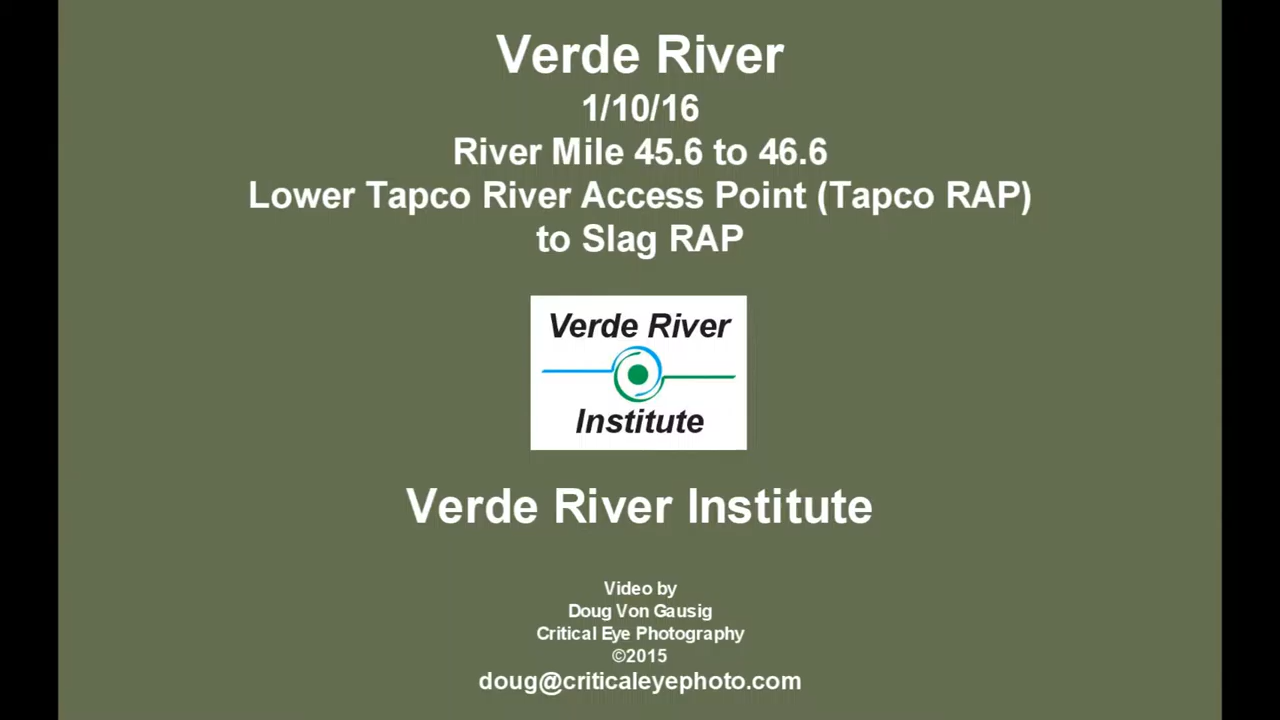 Verde River
1/10/16
River Mile 45.6 to 46.6
Lower Tapco River Access Point (Tapco RAP)
to Slag RAP
Verde River
Institute
Verde River Institute
Video by
Doug Von Gausig
Critical Eye Photography
©2015
doug@criticaleyephoto.com